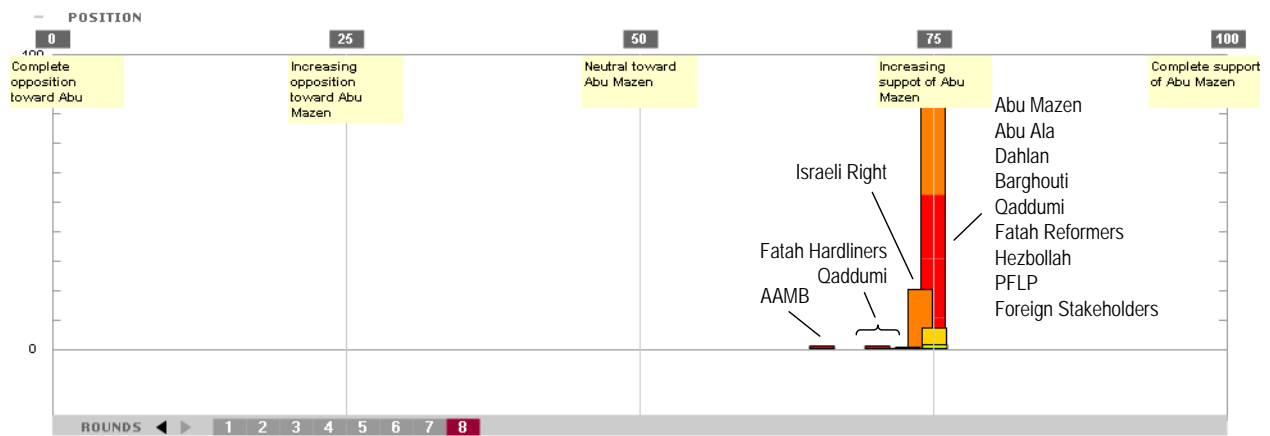 POSITION
0 25 50 75 100
100
Complete
opposition
toward Abu
Increasing
opposition
toward Abu
Mazen
Neutral toward
Abu Mazen
Increasing
suppot of Abu
Mazen
Complete support
of Abu Mazen
Abu Mazen
Abu Ala
Dahlan
Barghouti
Qaddumi
Fatah Reformers
Hezbollah
PFLP
Foreign Stakeholders
Israeli Right
Fatah Hardliners
Qaddumi
AAMB
0
ROUNDS 1 2 3 4 5 6 7 8